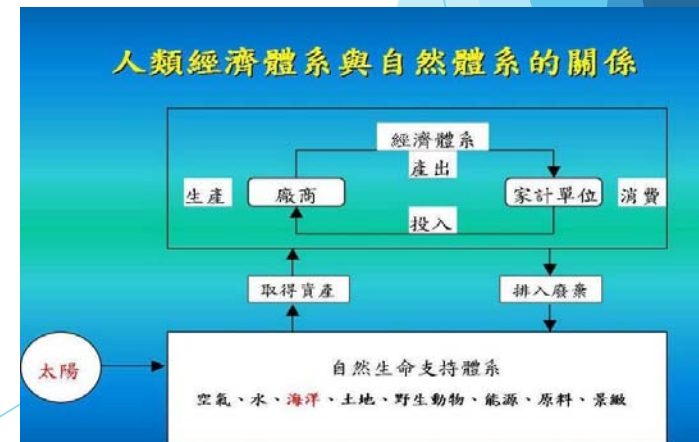 人類經濟體系與自然體系的關係
經濟體系
產出
生產
廠商
家計單位
消費
投入
取得資產
排入廢棄
太陽
自然生命支持體系
空氣、水、海洋、土地、野生動物、能源、原料、景緻